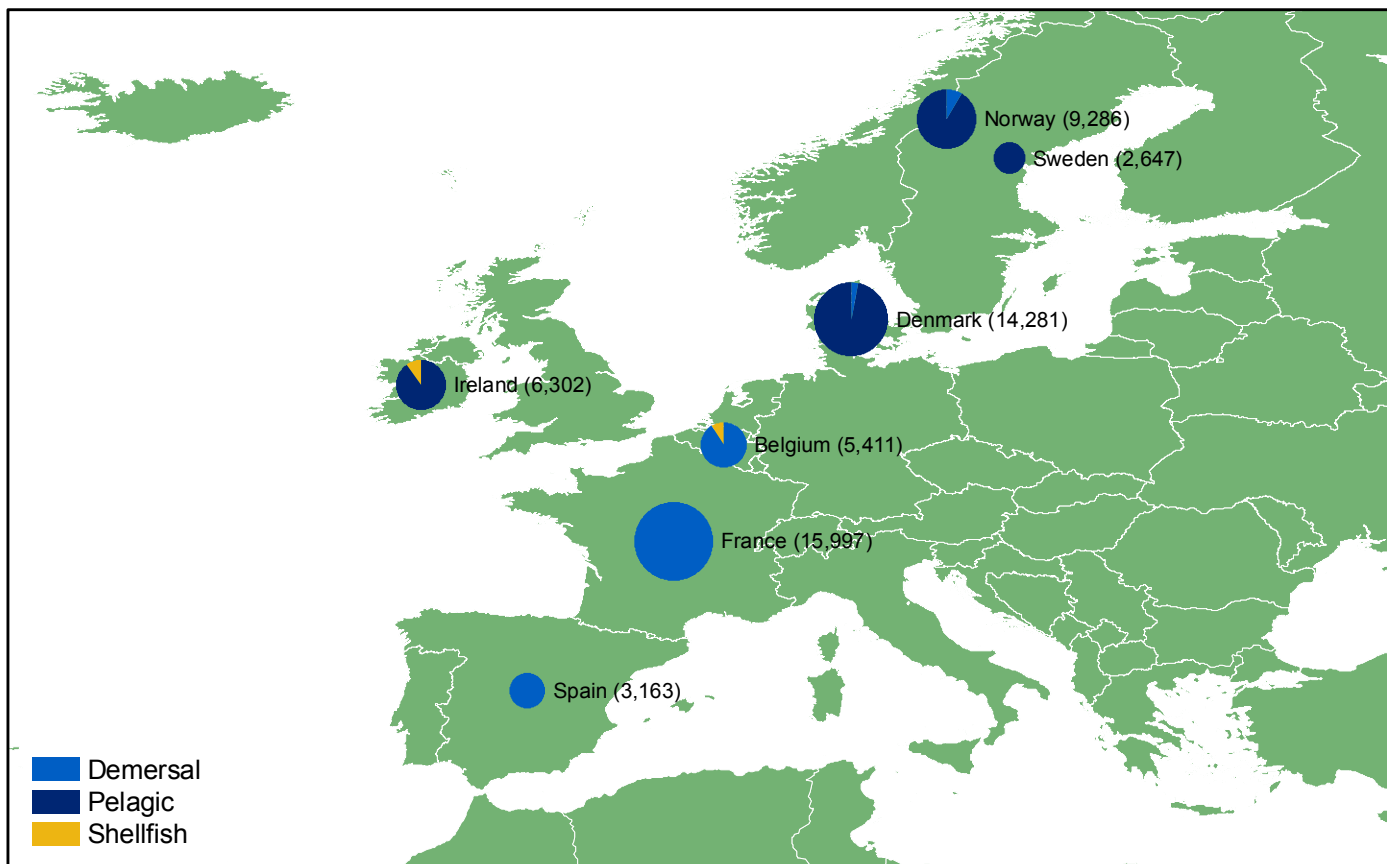 Norway (9,286)
Sweden (2,647)
Denmark (14,281)
Ireland (6,302)
Belgium (5,411)
France (15,997)
Spain (3,163)
Demersal
Pelagic
Shellfish